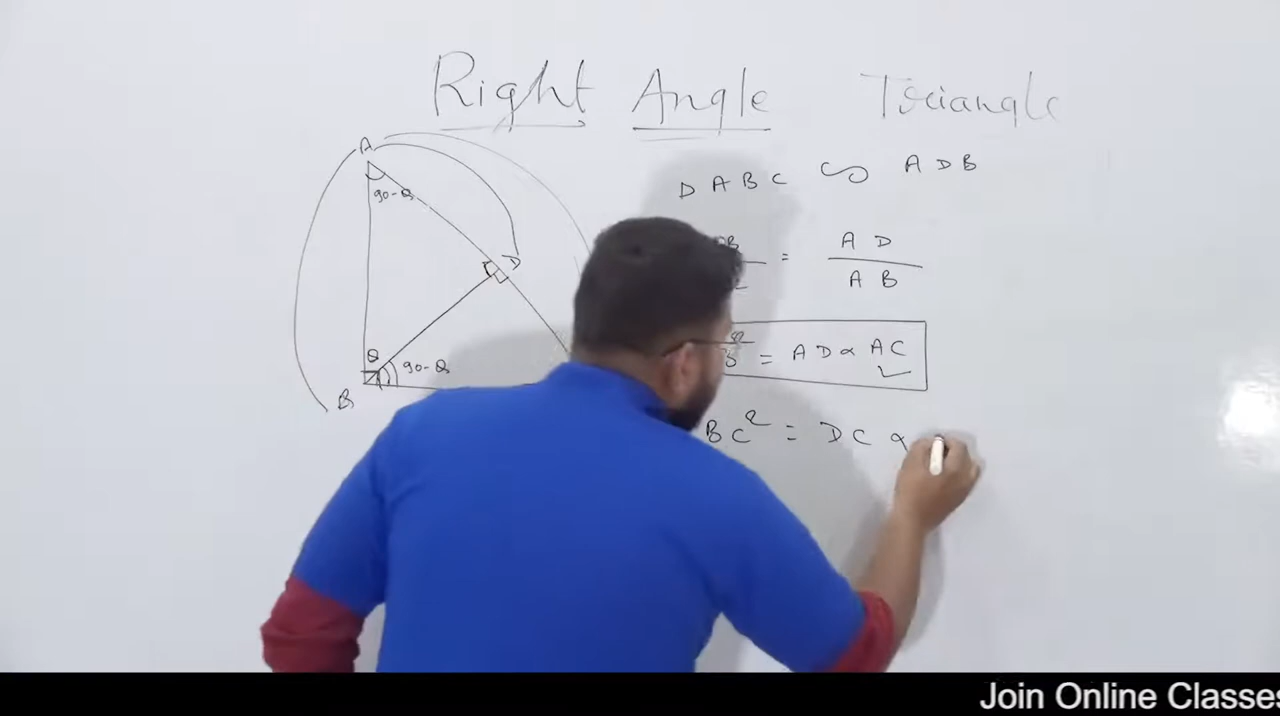 Right Angle Triangle
A
90-θ
D
θ
90-θ
B
D A B C ∽ A D B
= A D / A B
= A D × A C
B C² = D C ×
Join Online Classes